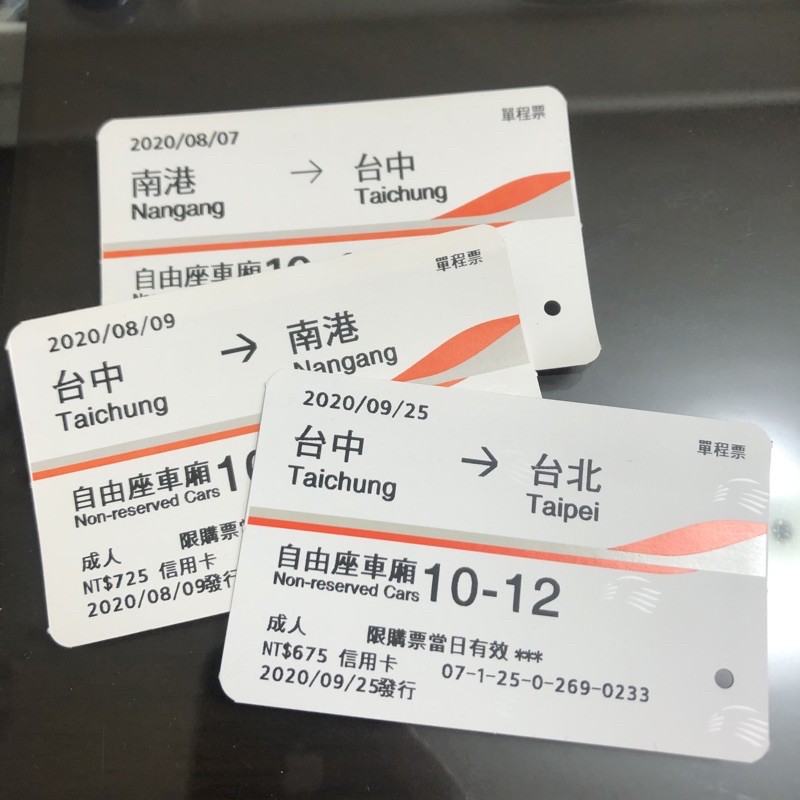 2020/08/07
單程票
南港 → 台中
Nangang Taichung
自由座車廂
2020/08/09
單程票
台中 → 南港
Taichung Nangang
自由座車廂 10
Non-reserved Cars
成人 限購票當
NT$725 信用卡
2020/08/09發行
2020/09/25
單程票
台中 → 台北
Taichung Taipei
自由座車廂 10-12
Non-reserved Cars
成人 限購票當日有效 ***
NT$675 信用卡 07-1-25-0-269-0233
2020/09/25發行